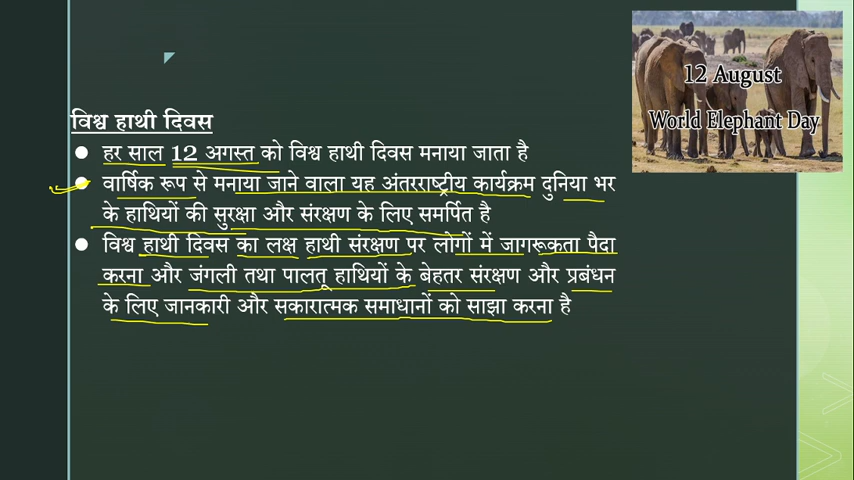 विश्व हाथी दिवस
हर साल 12 अगस्त को विश्व हाथी दिवस मनाया जाता है
वार्षिक रूप से मनाया जाने वाला यह अंतरराष्ट्रीय कार्यक्रम दुनिया भर
के हाथियों की सुरक्षा और संरक्षण के लिए समर्पित है
विश्व हाथी दिवस का लक्ष हाथी संरक्षण पर लोगों में जागरूकता पैदा
करना और जंगली तथा पालतू हाथियों के बेहतर संरक्षण और प्रबंधन
के लिए जानकारी और सकारात्मक समाधानों को साझा करना है
12 August
World Elephant Day